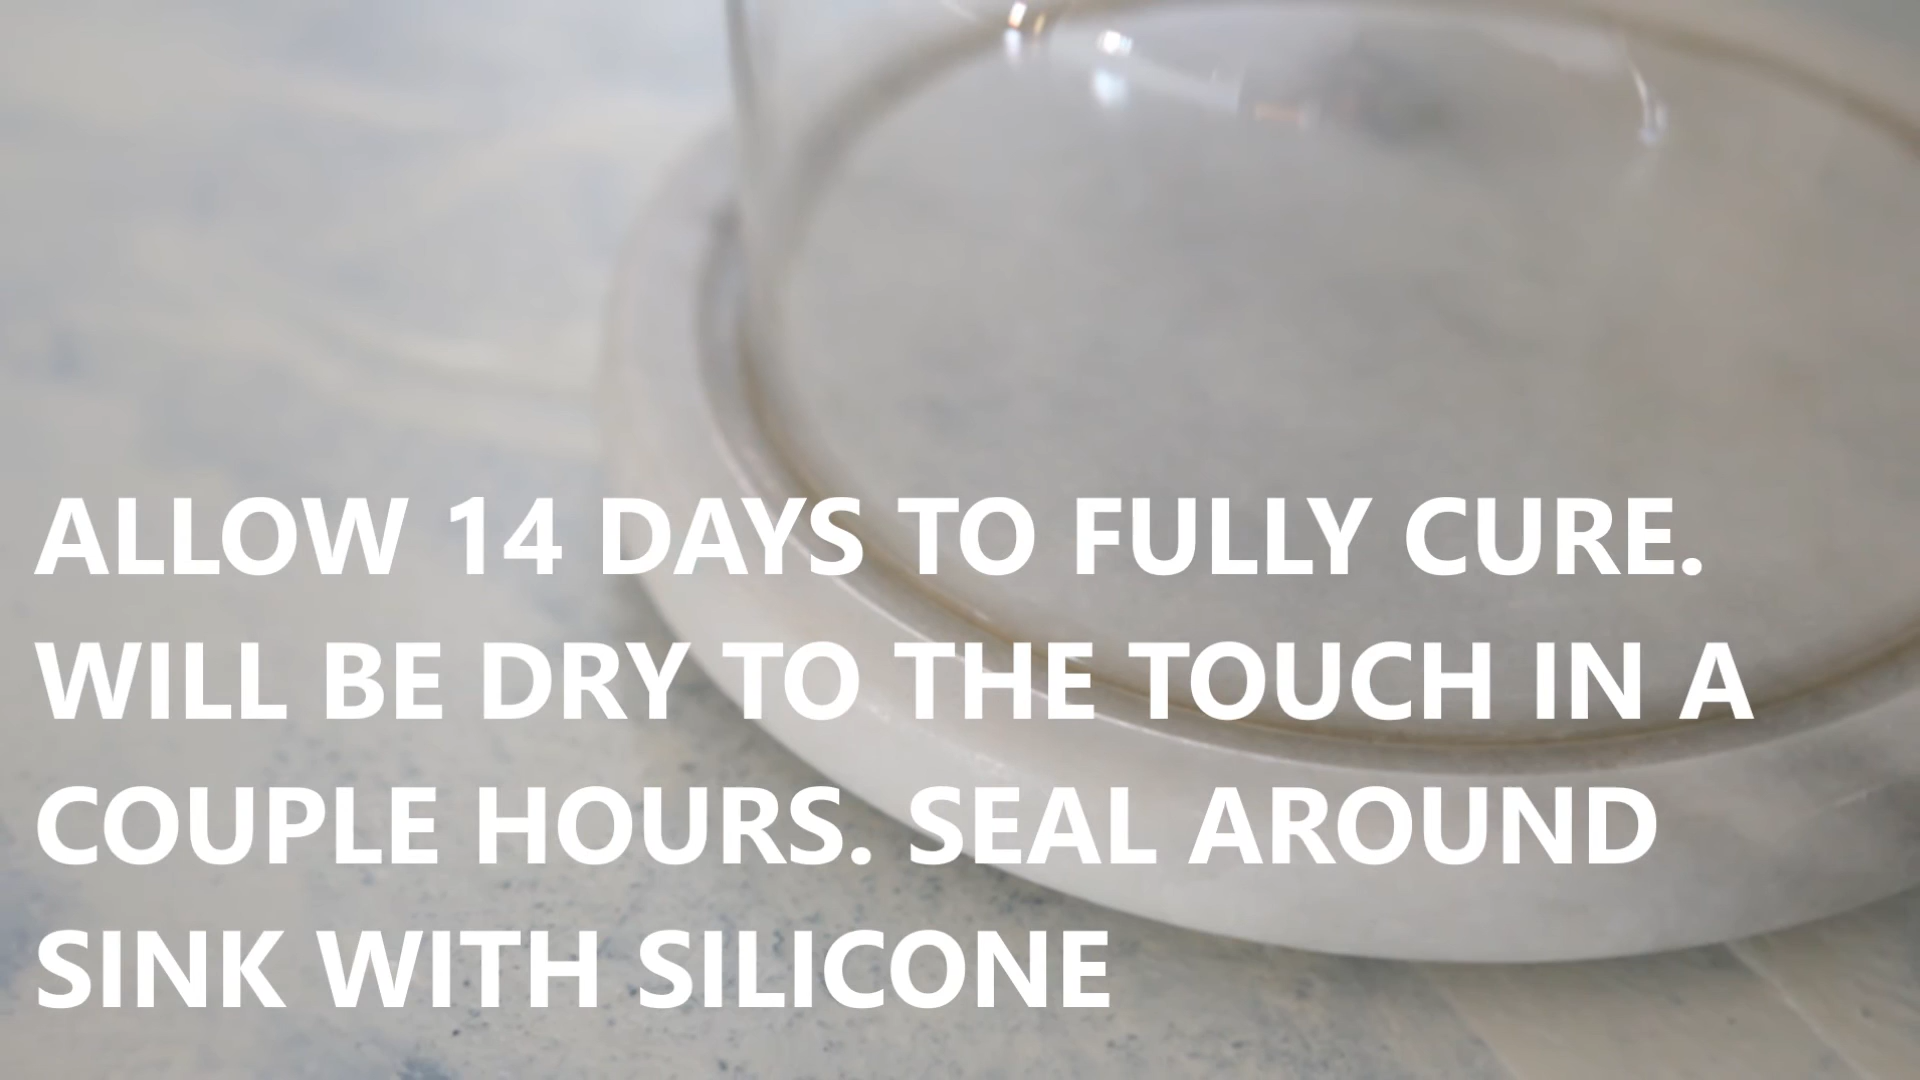 ALLOW 14 DAYS TO FULLY CURE.
WILL BE DRY TO THE TOUCH IN A
COUPLE HOURS. SEAL AROUND
SINK WITH SILICONE